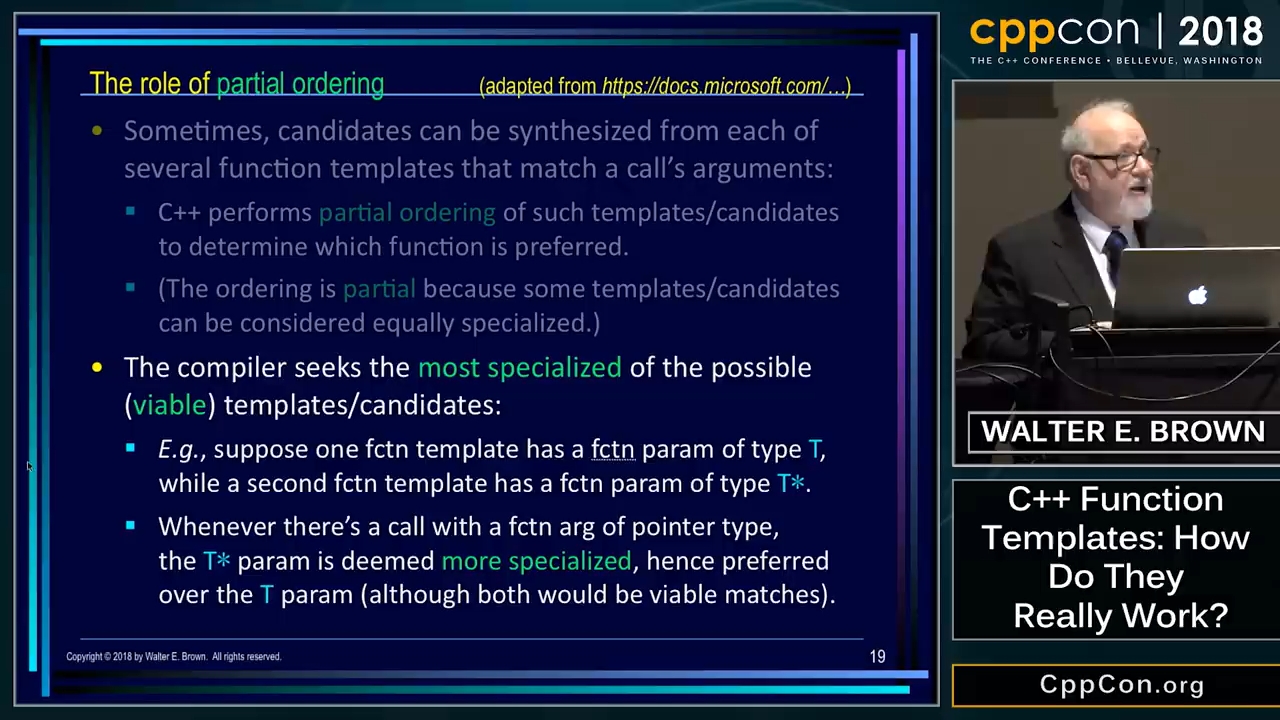 The role of partial ordering (adapted from https://docs.microsoft.com/…)
• Sometimes, candidates can be synthesized from each of
several function templates that match a call's arguments:
▪ C++ performs partial ordering of such templates/candidates
to determine which function is preferred.
▪ (The ordering is partial because some templates/candidates
can be considered equally specialized.)
• The compiler seeks the most specialized of the possible
(viable) templates/candidates:
▪ E.g., suppose one fctn template has a fctn param of type T,
while a second fctn template has a fctn param of type T*.
▪ Whenever there's a call with a fctn arg of pointer type,
the T* param is deemed more specialized, hence preferred
over the T param (although both would be viable matches).
Copyright © 2018 by Walter E. Brown. All rights reserved.
19
cppcon | 2018
THE C++ CONFERENCE • BELLEVUE, WASHINGTON
WALTER E. BROWN
C++ Function
Templates: How
Do They
Really Work?
CppCon.org